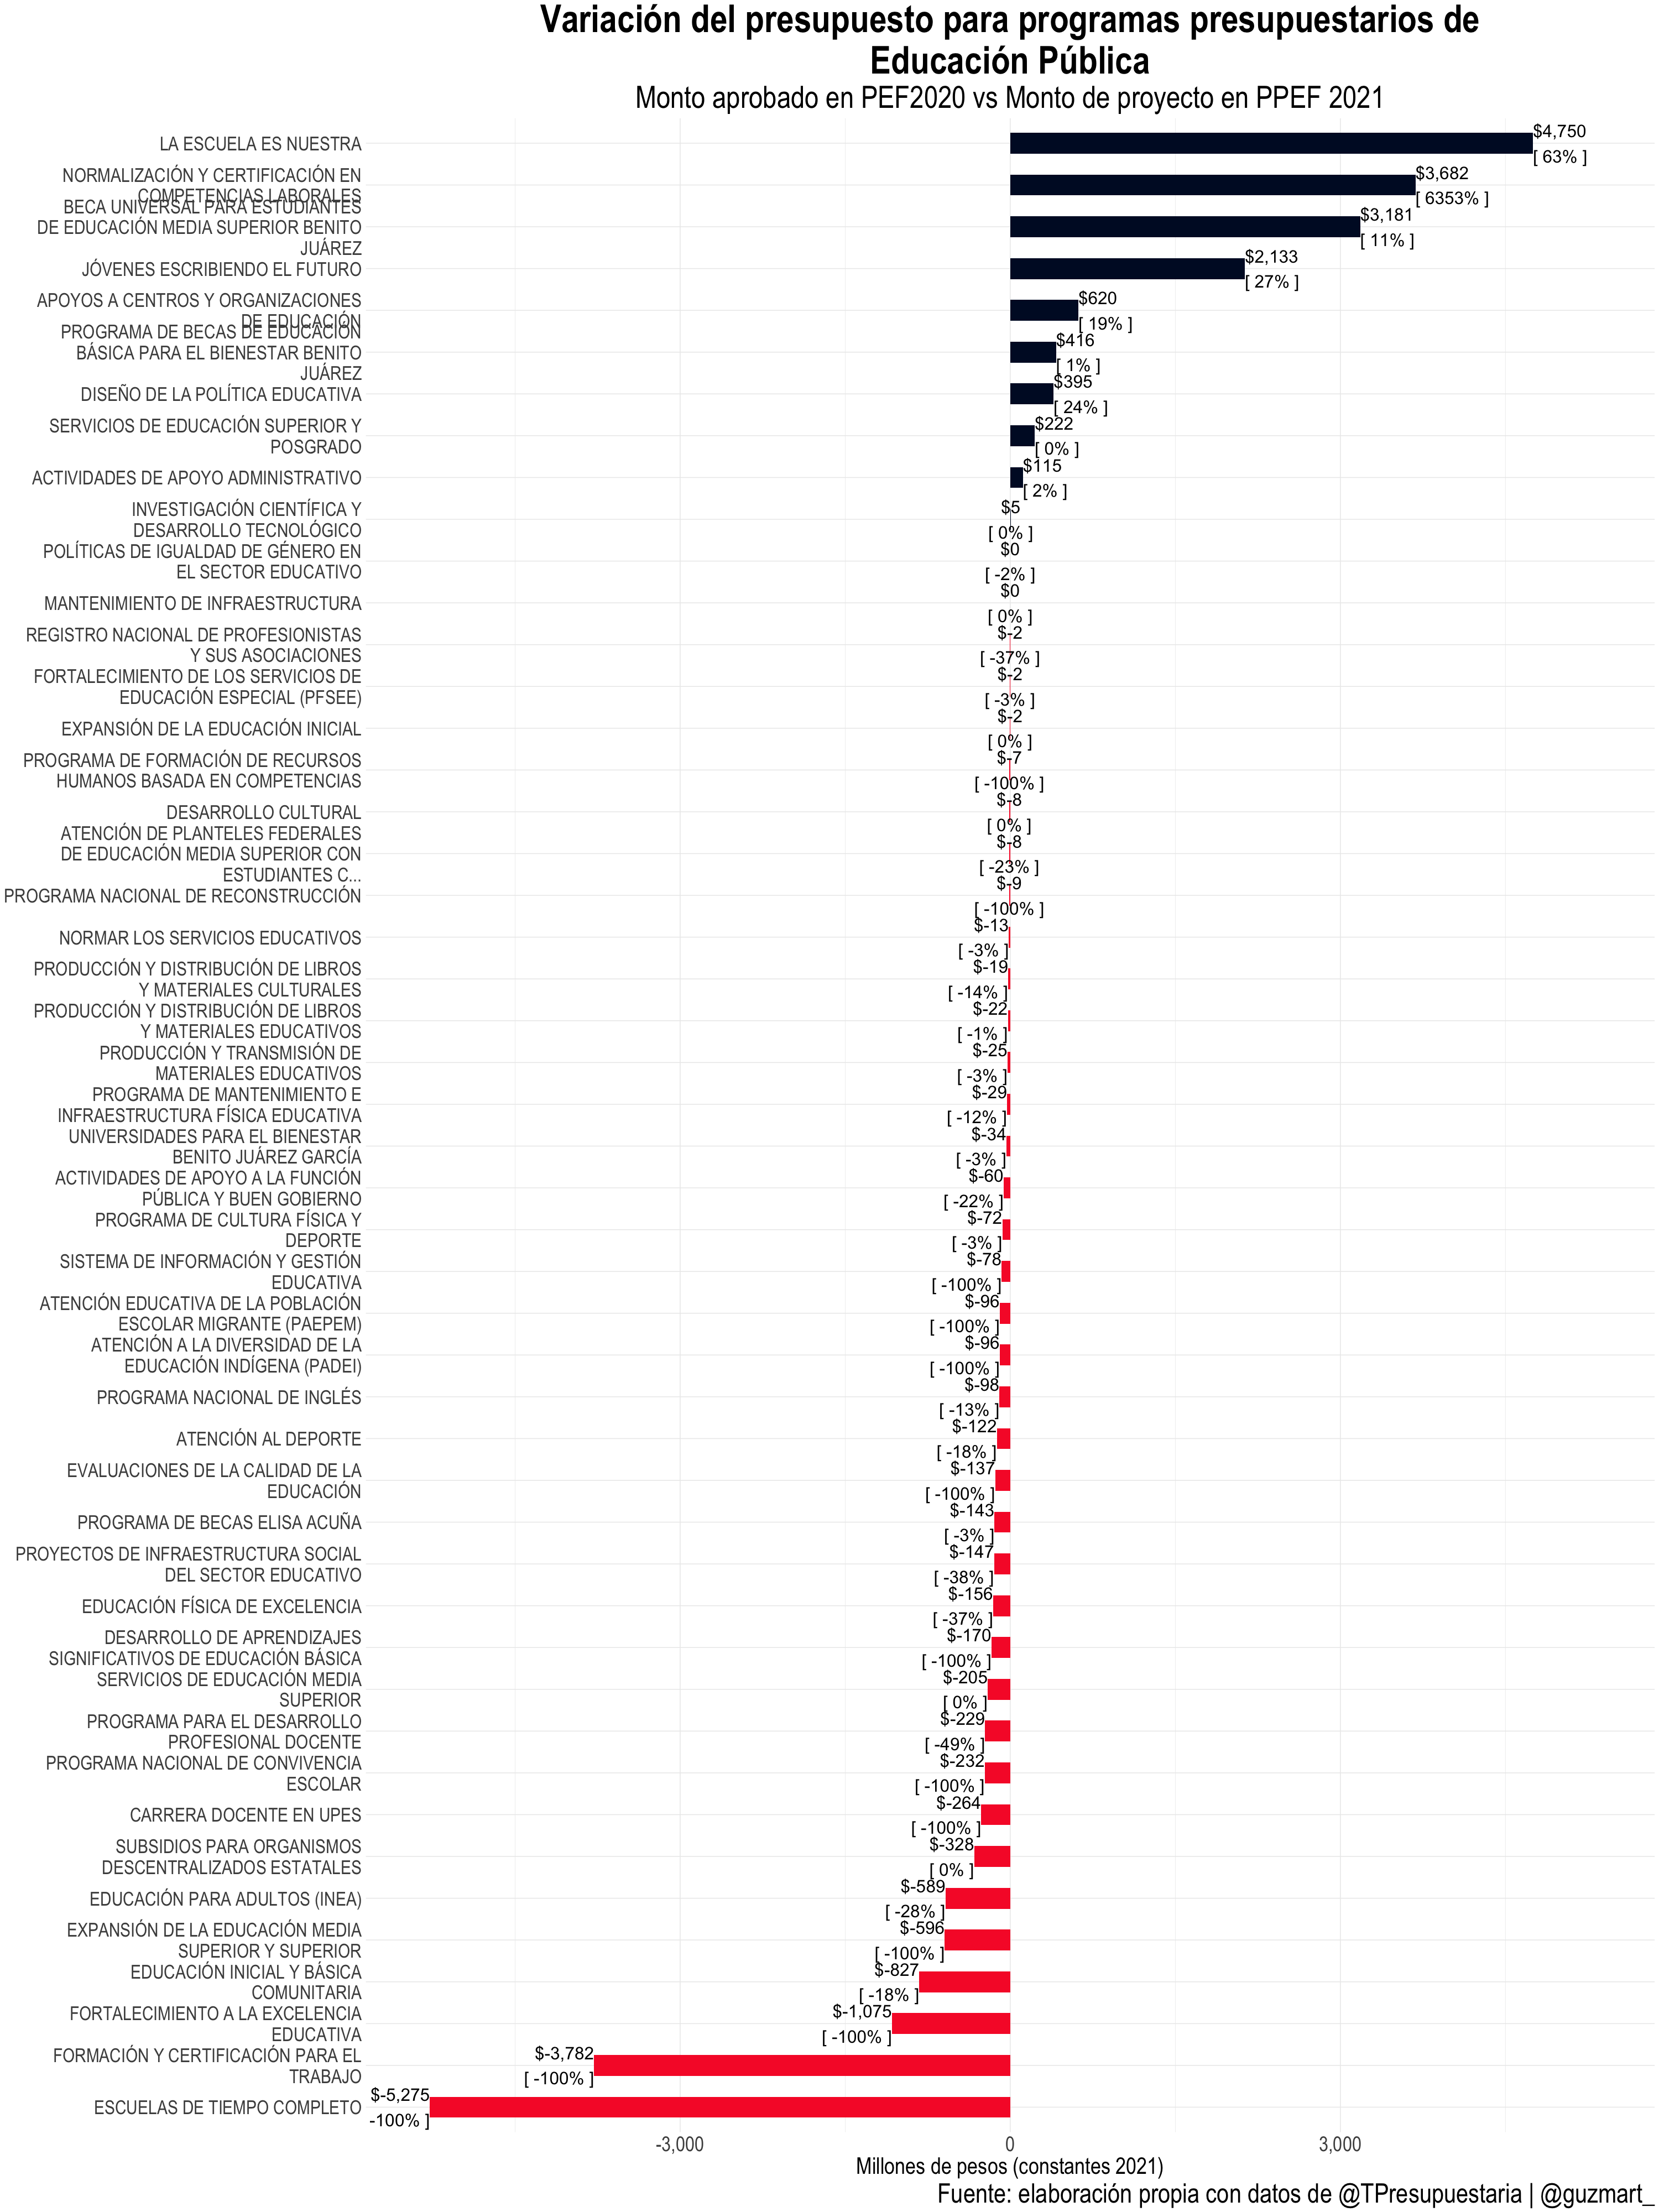 Variación del presupuesto para programas presupuestarios de
Educación Pública
Monto aprobado en PEF2020 vs Monto de proyecto en PPEF 2021
LA ESCUELA ES NUESTRA
$4,750
[ 63% ]
NORMALIZACIÓN Y CERTIFICACIÓN EN
COMPETENCIAS LABORALES
$3,682
[ 6353% ]
BECA UNIVERSAL PARA ESTUDIANTES
DE EDUCACIÓN MEDIA SUPERIOR BENITO
JUÁREZ
$3,181
[ 11% ]
JÓVENES ESCRIBIENDO EL FUTURO
$2,133
[ 27% ]
APOYOS A CENTROS Y ORGANIZACIONES
DE EDUCACIÓN
$620
[ 19% ]
PROGRAMA DE BECAS DE EDUCACIÓN
BÁSICA PARA EL BIENESTAR BENITO
JUÁREZ
$416
[ 1% ]
DISEÑO DE LA POLÍTICA EDUCATIVA
$395
[ 24% ]
SERVICIOS DE EDUCACIÓN SUPERIOR Y
POSGRADO
$222
[ 0% ]
ACTIVIDADES DE APOYO ADMINISTRATIVO
$115
[ 2% ]
INVESTIGACIÓN CIENTÍFICA Y
DESARROLLO TECNOLÓGICO
$5
[ 0% ]
POLÍTICAS DE IGUALDAD DE GÉNERO EN
EL SECTOR EDUCATIVO
$0
[ -2% ]
MANTENIMIENTO DE INFRAESTRUCTURA
$0
[ 0% ]
REGISTRO NACIONAL DE PROFESIONISTAS
Y SUS ASOCIACIONES
$-2
[ -37% ]
FORTALECIMIENTO DE LOS SERVICIOS DE
EDUCACIÓN ESPECIAL (PFSEE)
$-2
[ -3% ]
EXPANSIÓN DE LA EDUCACIÓN INICIAL
$-2
[ 0% ]
PROGRAMA DE FORMACIÓN DE RECURSOS
HUMANOS BASADA EN COMPETENCIAS
$-7
[ -100% ]
DESARROLLO CULTURAL
$-8
[ 0% ]
ATENCIÓN DE PLANTELES FEDERALES
DE EDUCACIÓN MEDIA SUPERIOR CON
ESTUDIANTES C...
$-8
[ -23% ]
PROGRAMA NACIONAL DE RECONSTRUCCIÓN
$-9
[ -100% ]
NORMAR LOS SERVICIOS EDUCATIVOS
$-13
[ -3% ]
PRODUCCIÓN Y DISTRIBUCIÓN DE LIBROS
Y MATERIALES CULTURALES
$-19
[ -14% ]
PRODUCCIÓN Y DISTRIBUCIÓN DE LIBROS
Y MATERIALES EDUCATIVOS
$-22
[ -1% ]
PRODUCCIÓN Y TRANSMISIÓN DE
MATERIALES EDUCATIVOS
$-25
[ -3% ]
PROGRAMA DE MANTENIMIENTO E
INFRAESTRUCTURA FÍSICA EDUCATIVA
$-29
[ -12% ]
UNIVERSIDADES PARA EL BIENESTAR
BENITO JUÁREZ GARCÍA
$-34
[ -3% ]
ACTIVIDADES DE APOYO A LA FUNCIÓN
PÚBLICA Y BUEN GOBIERNO
$-60
[ -22% ]
PROGRAMA DE CULTURA FÍSICA Y
DEPORTE
$-72
[ -3% ]
SISTEMA DE INFORMACIÓN Y GESTIÓN
EDUCATIVA
$-78
[ -100% ]
ATENCIÓN EDUCATIVA DE LA POBLACIÓN
ESCOLAR MIGRANTE (PAEPEM)
$-96
[ -100% ]
ATENCIÓN A LA DIVERSIDAD DE LA
EDUCACIÓN INDÍGENA (PADEI)
$-96
[ -100% ]
PROGRAMA NACIONAL DE INGLÉS
$-98
[ -13% ]
ATENCIÓN AL DEPORTE
$-122
[ -18% ]
EVALUACIONES DE LA CALIDAD DE LA
EDUCACIÓN
$-137
[ -100% ]
PROGRAMA DE BECAS ELISA ACUÑA
$-143
[ -3% ]
PROYECTOS DE INFRAESTRUCTURA SOCIAL
DEL SECTOR EDUCATIVO
$-147
[ -38% ]
EDUCACIÓN FÍSICA DE EXCELENCIA
$-156
[ -37% ]
DESARROLLO DE APRENDIZAJES
SIGNIFICATIVOS DE EDUCACIÓN BÁSICA
$-170
[ -100% ]
SERVICIOS DE EDUCACIÓN MEDIA
SUPERIOR
$-205
[ 0% ]
PROGRAMA PARA EL DESARROLLO
PROFESIONAL DOCENTE
$-229
[ -49% ]
PROGRAMA NACIONAL DE CONVIVENCIA
ESCOLAR
$-232
[ -100% ]
CARRERA DOCENTE EN UPES
$-264
[ -100% ]
SUBSIDIOS PARA ORGANISMOS
DESCENTRALIZADOS ESTATALES
$-328
[ 0% ]
EDUCACIÓN PARA ADULTOS (INEA)
$-589
[ -28% ]
EXPANSIÓN DE LA EDUCACIÓN MEDIA
SUPERIOR Y SUPERIOR
$-596
[ -100% ]
EDUCACIÓN INICIAL Y BÁSICA
COMUNITARIA
$-827
[ -18% ]
FORTALECIMIENTO A LA EXCELENCIA
EDUCATIVA
$-1,075
[ -100% ]
FORMACIÓN Y CERTIFICACIÓN PARA EL
TRABAJO
$-3,782
[ -100% ]
ESCUELAS DE TIEMPO COMPLETO
$-5,275
-100% ]
-3,000
0
3,000
Millones de pesos (constantes 2021)
Fuente: elaboración propia con datos de @TPresupuestaria | @guzmart_